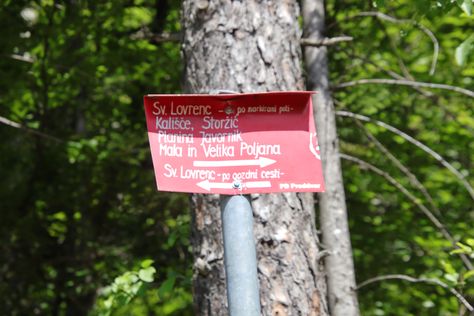 Sv. Lovrenc - po markirani poti -
Kališče, Storžič
Planina Javornik
Mala in Velika Poljana
Sv. Lovrenc - po gozdni cesti -
PD Preddvor